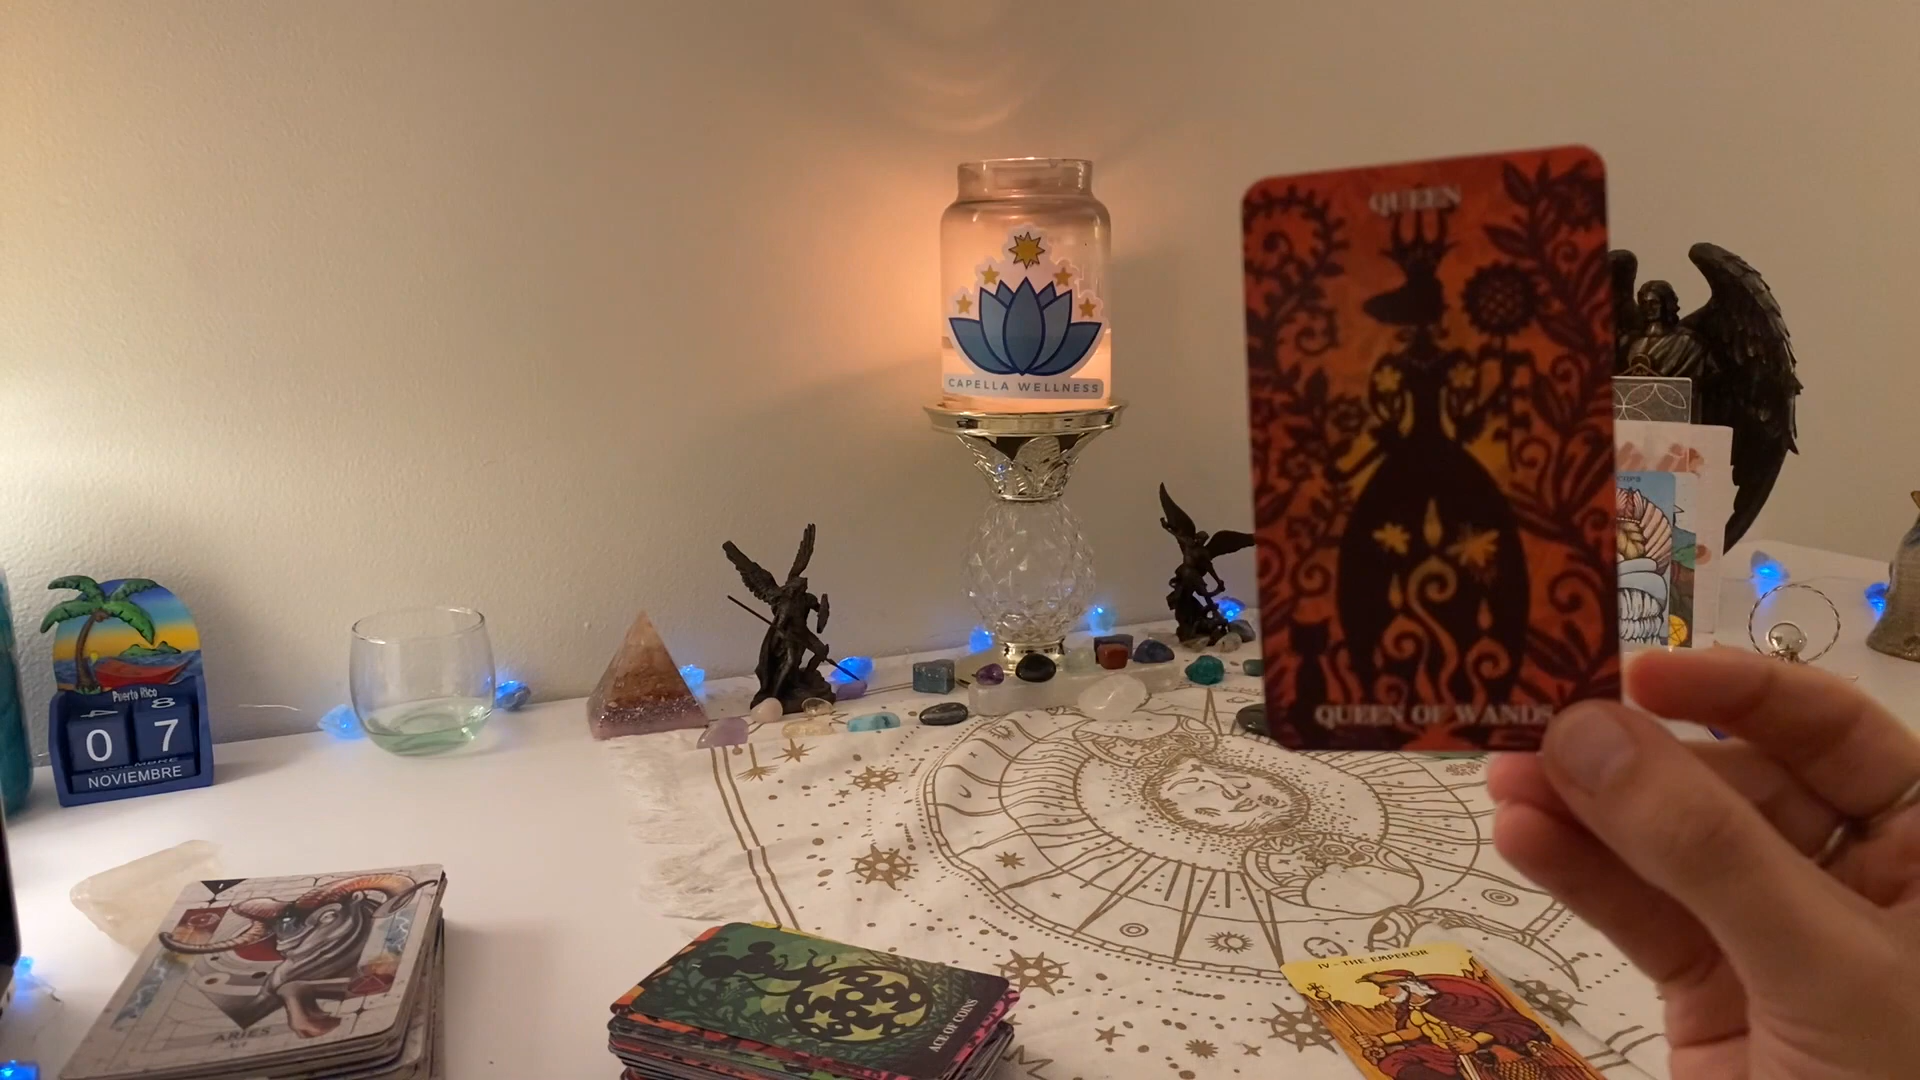 QUEEN
QUEEN OF WANDS
CAPELLA WELLNESS
Puerto Rico
0 7
NOVIEMBRE
ARIES
ACE OF COINS
IV - THE EMPEROR